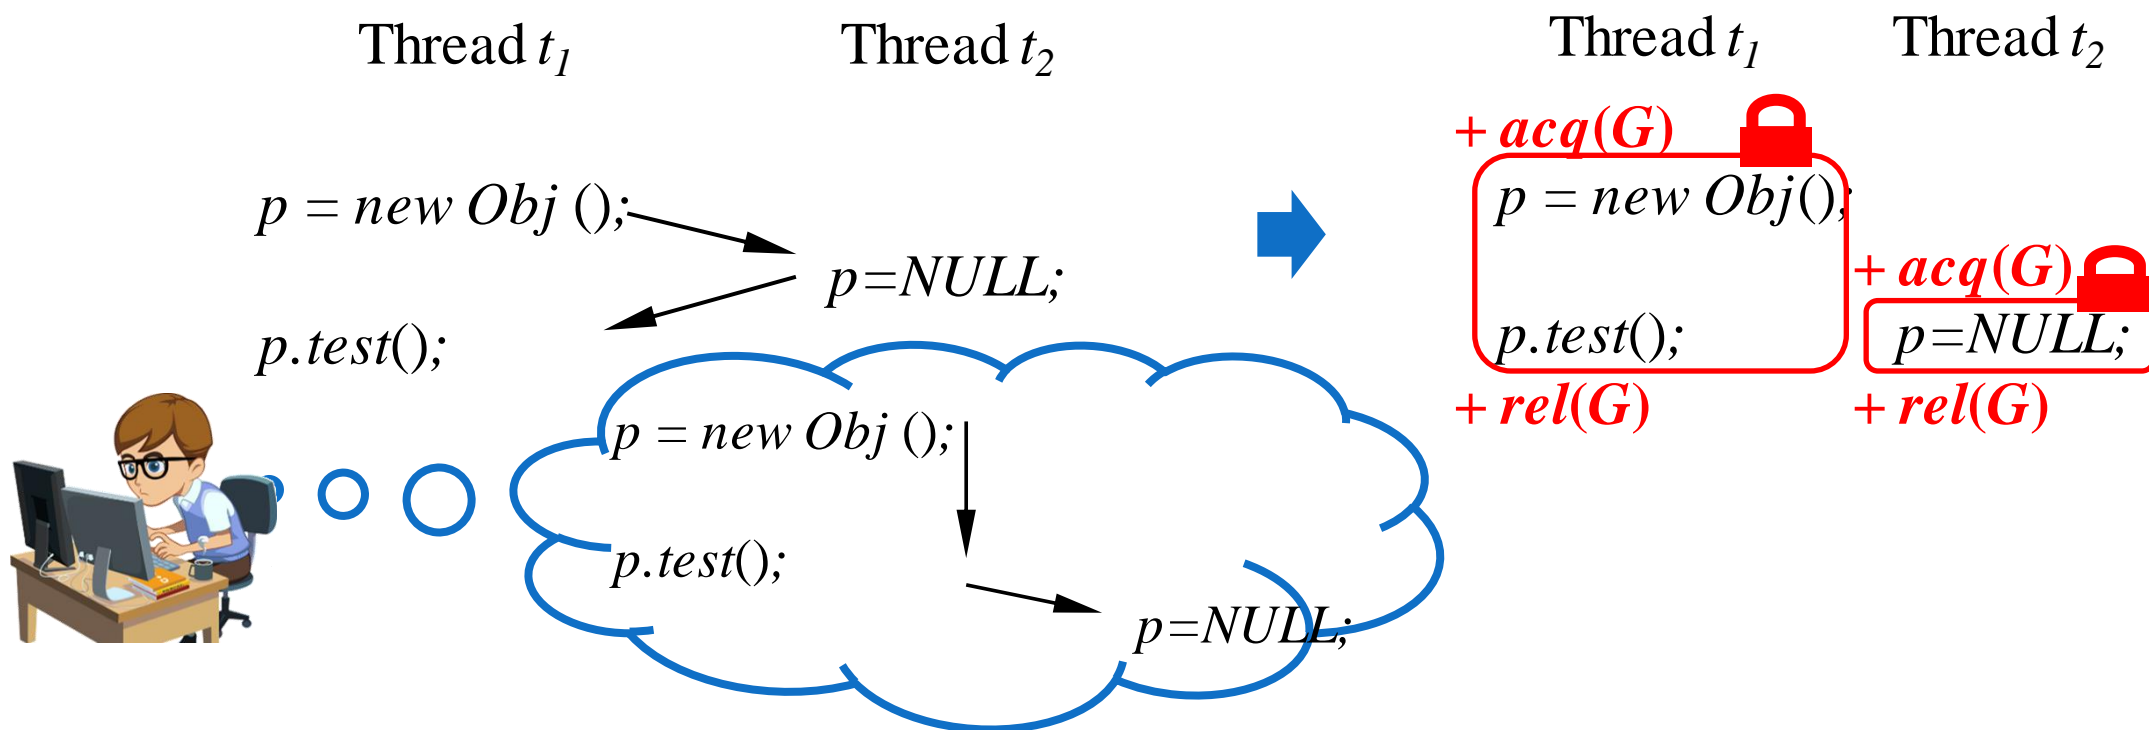 Thread t1
Thread t2
p = new Obj ();
p=NULL;
p.test();
p = new Obj ();
p.test();
p=NULL;
Thread t1
Thread t2
+ acq(G)
p = new Obj();
+ acq(G)
p.test();
p=NULL;
+ rel(G)
+ rel(G)